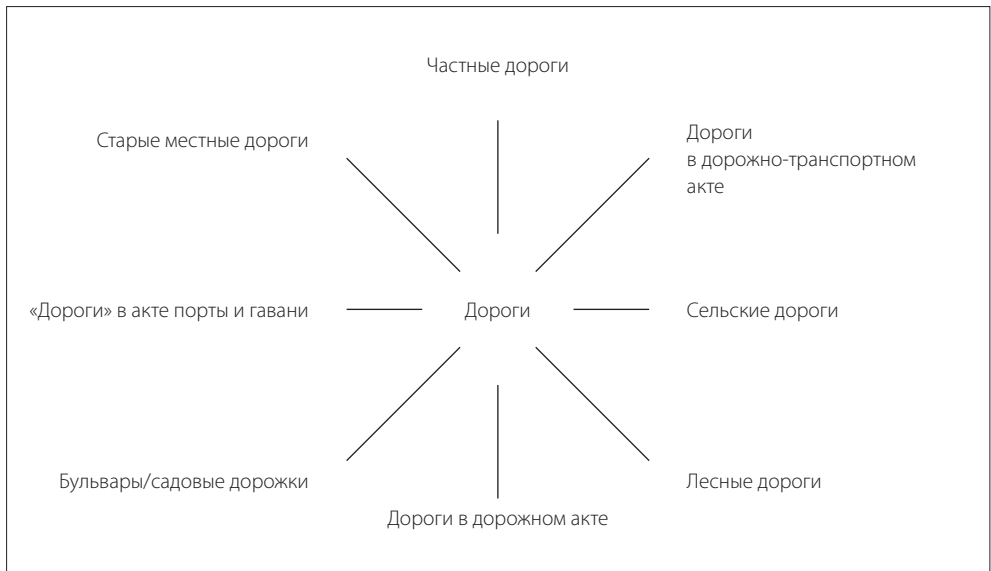 Частные дороги
Старые местные дороги
Дороги
в дорожно-транспортном
акте
«Дороги» в акте порты и гавани
Дороги
Сельские дороги
Бульвары/садовые дорожки
Лесные дороги
Дороги в дорожном акте